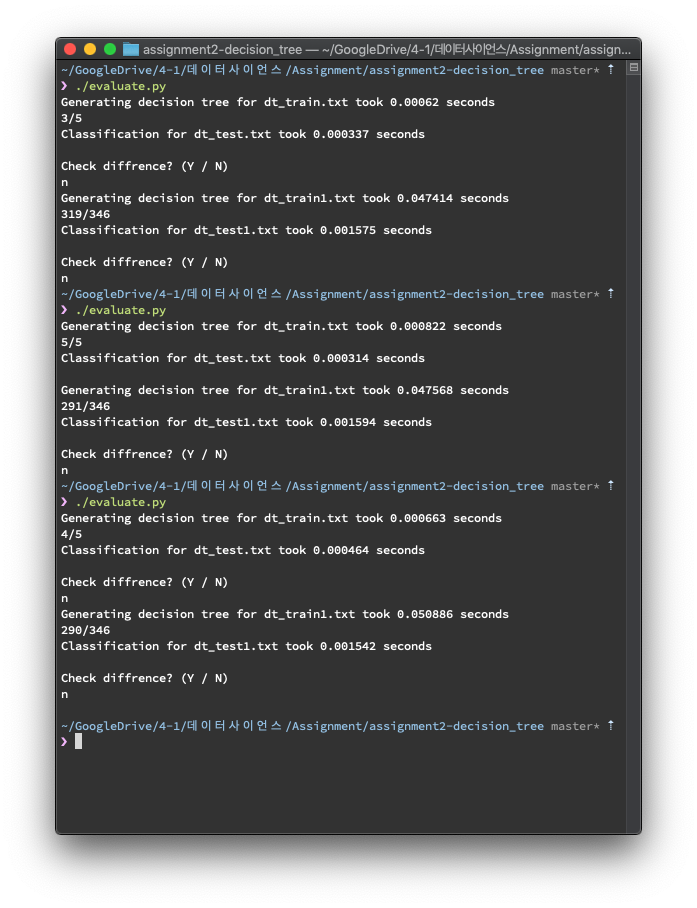 assignment2-decision_tree — ~/GoogleDrive/4-1/데이터사이언스/Assignment/assign...
~/GoogleDrive/4-1/데이터사이언스/Assignment/assignment2-decision_tree master* ⇡
❯ ./evaluate.py
Generating decision tree for dt_train.txt took 0.00062 seconds
3/5
Classification for dt_test.txt took 0.000337 seconds
Check diffrence? (Y / N)
n
Generating decision tree for dt_train1.txt took 0.047414 seconds
319/346
Classification for dt_test1.txt took 0.001575 seconds
Check diffrence? (Y / N)
n
~/GoogleDrive/4-1/데이터사이언스/Assignment/assignment2-decision_tree master* ⇡
❯ ./evaluate.py
Generating decision tree for dt_train.txt took 0.000822 seconds
5/5
Classification for dt_test.txt took 0.000314 seconds
Generating decision tree for dt_train1.txt took 0.047568 seconds
291/346
Classification for dt_test1.txt took 0.001594 seconds
Check diffrence? (Y / N)
n
~/GoogleDrive/4-1/데이터사이언스/Assignment/assignment2-decision_tree master* ⇡
❯ ./evaluate.py
Generating decision tree for dt_train.txt took 0.000663 seconds
4/5
Classification for dt_test.txt took 0.000464 seconds
Check diffrence? (Y / N)
n
Generating decision tree for dt_train1.txt took 0.050886 seconds
290/346
Classification for dt_test1.txt took 0.001542 seconds
Check diffrence? (Y / N)
n
~/GoogleDrive/4-1/데이터사이언스/Assignment/assignment2-decision_tree master* ⇡
❯